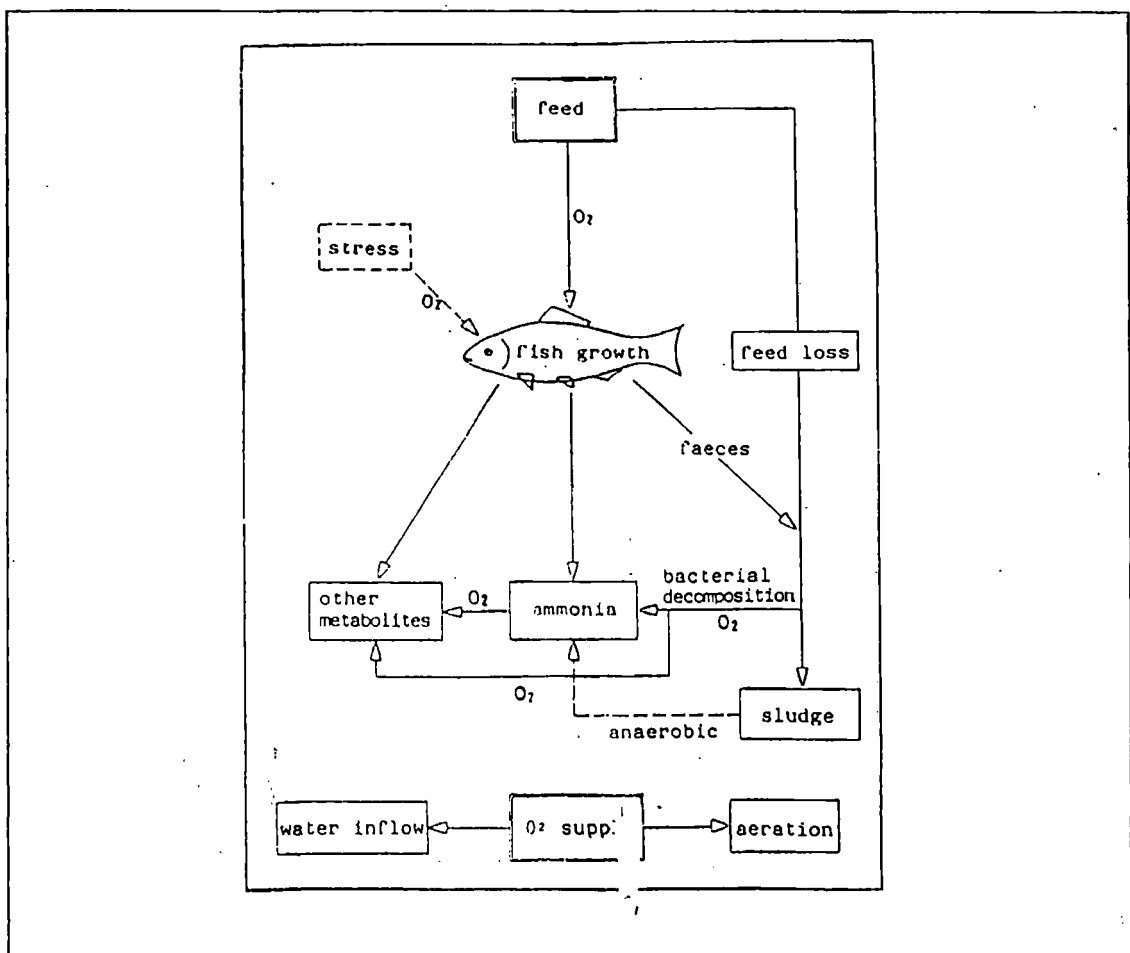 feed
O₂
stress
O₂
fish growth
feed loss
faeces
bacterial
decomposition
O₂
other
metabolites
O₂
ammonia
O₂
anaerobic
sludge
water inflow
O₂
aeration